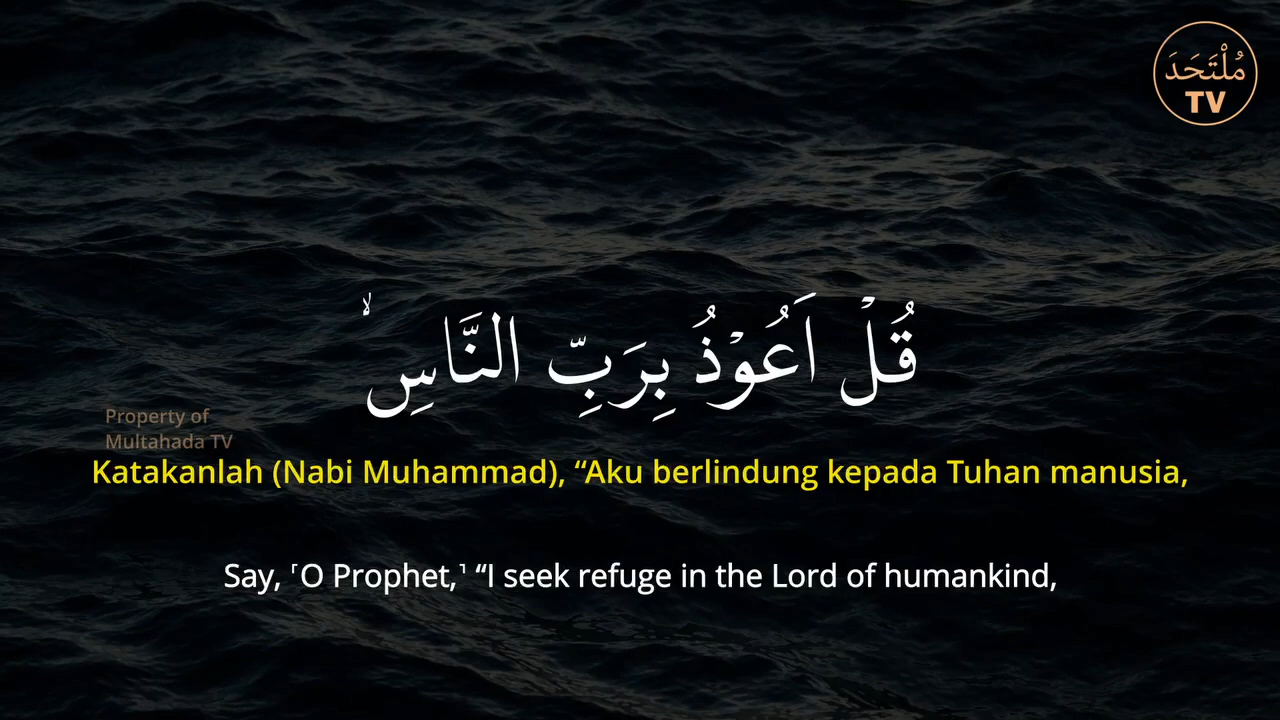 مُلْتَحَدَ
TV
قُلْ اَعُوْذُ بِرَبِّ النَّاسِۙ
Property of
Multahada TV
Katakanlah (Nabi Muhammad), “Aku berlindung kepada Tuhan manusia,
Say, ˹O Prophet,˺ “I seek refuge in the Lord of humankind,